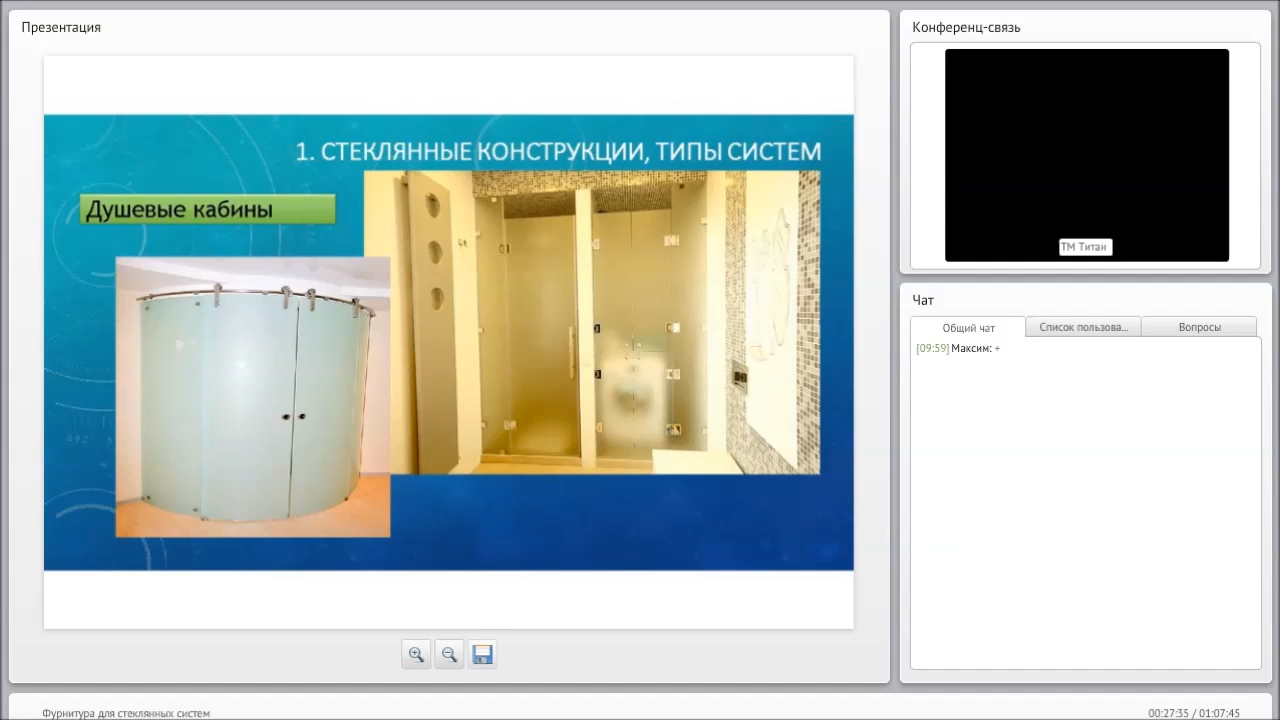 Презентация
1. СТЕКЛЯННЫЕ КОНСТРУКЦИИ, ТИПЫ СИСТЕМ
Душевые кабины
Конференц-связь
ТМ Титан
Чат
Общий чат
Список пользова...
Вопросы
[09:59] Максим: +
Фурнитура для стеклянных систем
00:27:35 / 01:07:45